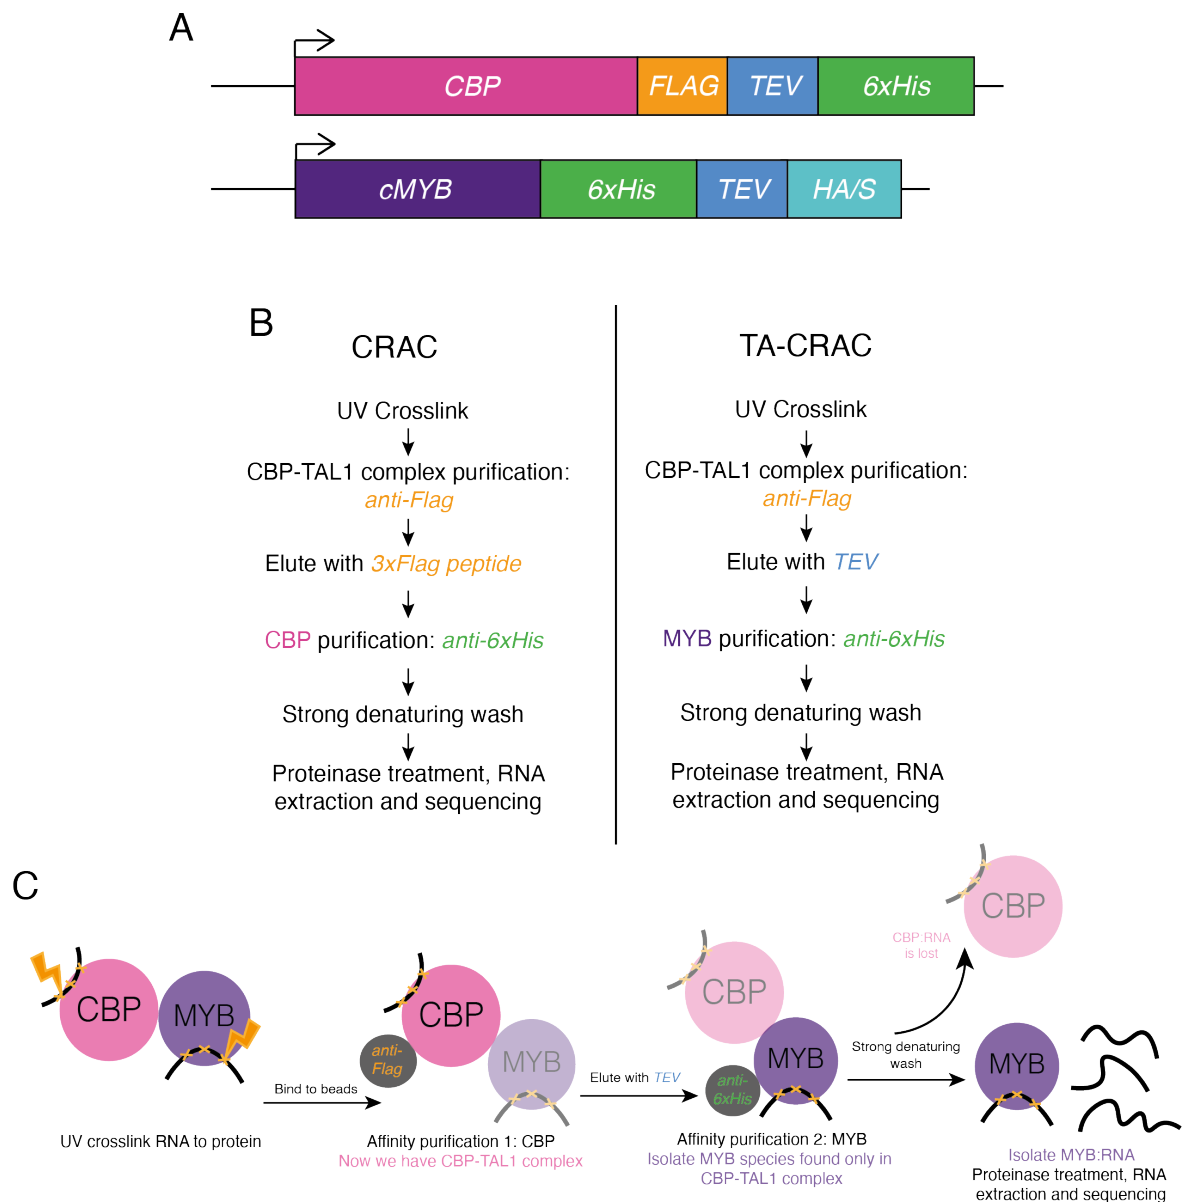 A
CBP FLAG TEV 6xHis
cMYB 6xHis TEV HA/S
B
CRAC
UV Crosslink
CBP-TAL1 complex purification:
anti-Flag
Elute with 3xFlag peptide
CBP purification: anti-6xHis
Strong denaturing wash
Proteinase treatment, RNA
extraction and sequencing
TA-CRAC
UV Crosslink
CBP-TAL1 complex purification:
anti-Flag
Elute with TEV
MYB purification: anti-6xHis
Strong denaturing wash
Proteinase treatment, RNA
extraction and sequencing
C
CBP
MYB
UV crosslink RNA to protein
Bind to beads
CBP
MYB
anti-
Flag
Affinity purification 1: CBP
Now we have CBP-TAL1 complex
Elute with TEV
CBP
MYB
anti-
6xHis
Affinity purification 2: MYB
Isolate MYB species found only in
CBP-TAL1 complex
Strong denaturing
wash
CBP:RNA
is lost
CBP
MYB
Isolate MYB:RNA
Proteinase treatment, RNA
extraction and sequencing